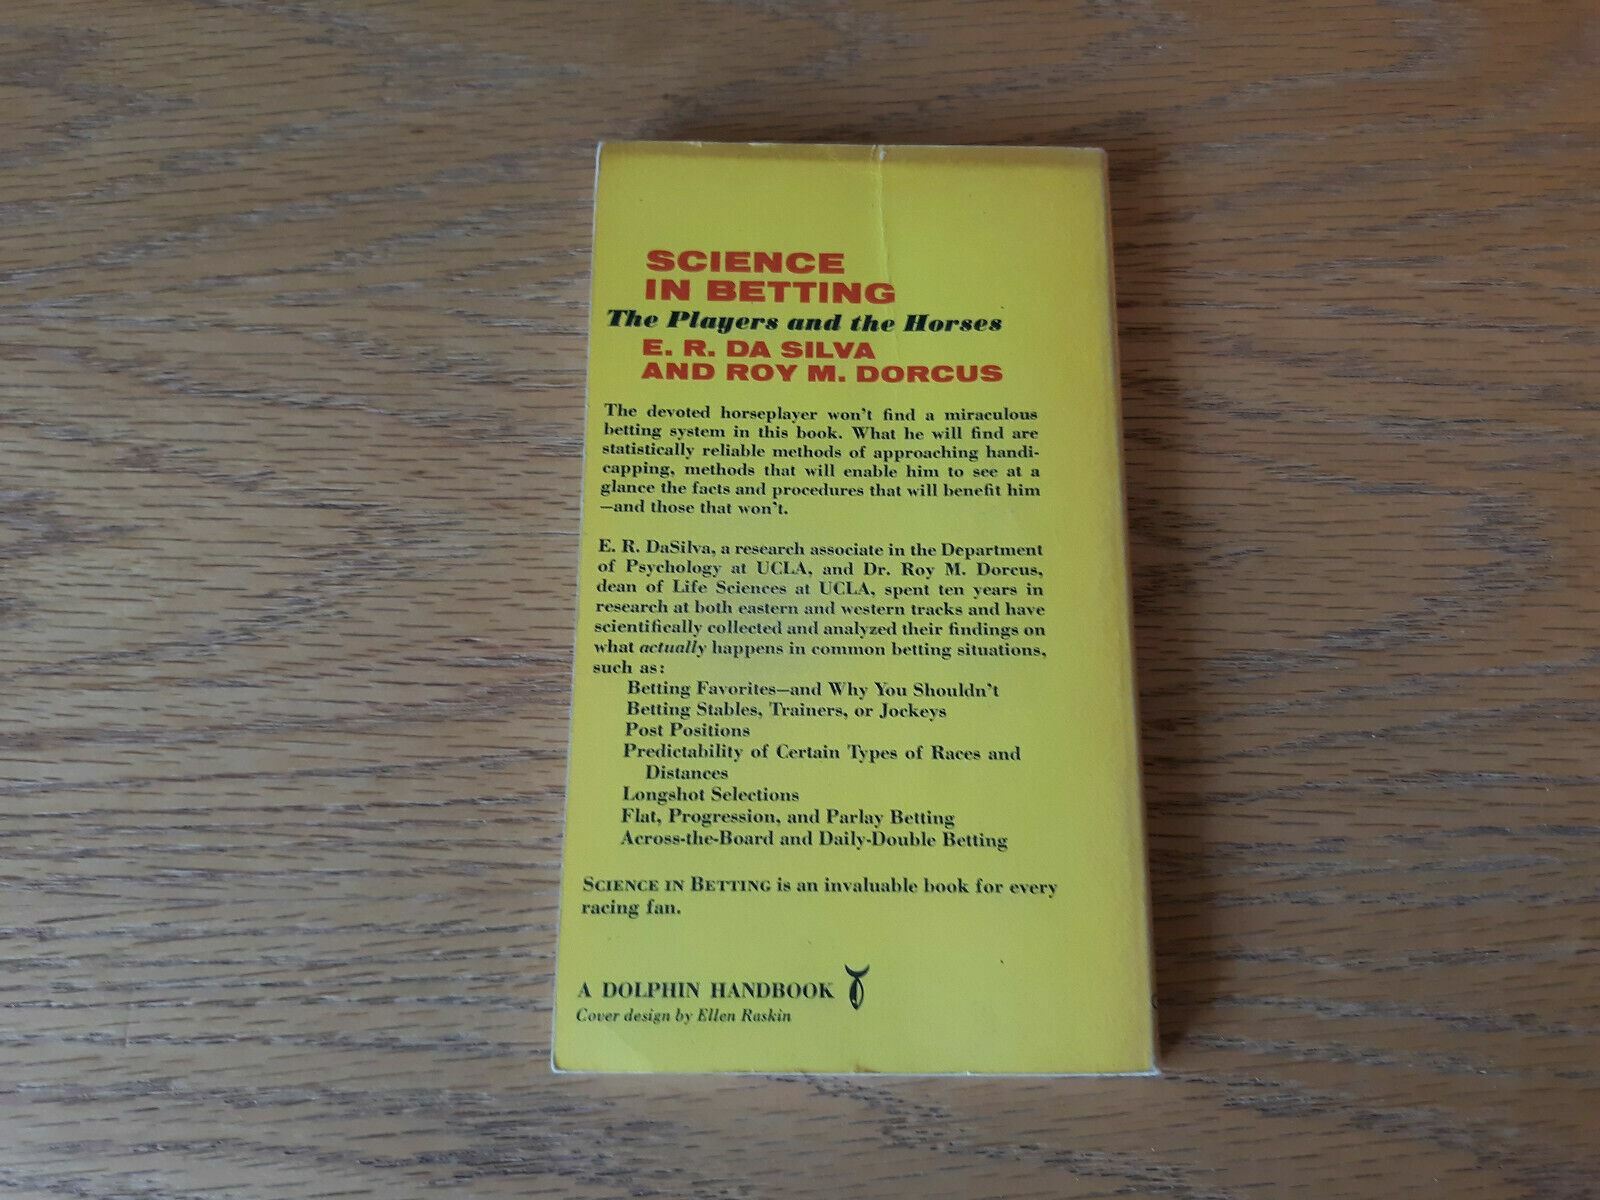 SCIENCE
IN BETTING
The Players and the Horses
E. R. DA SILVA
AND ROY M. DORCUS
The devoted horseplayer won't find a miraculous
betting system in this book. What he will find are
statistically reliable methods of approaching handi-
capping, methods that will enable him to see at a
glance the facts and procedures that will benefit him
—and those that won't.
E. R. DaSilva, a research associate in the Department
of Psychology at UCLA, and Dr. Roy M. Dorcus,
dean of Life Sciences at UCLA, spent ten years in
research at both eastern and western tracks and have
scientifically collected and analyzed their findings on
what actually happens in common betting situations,
such as:
Betting Favorites—and Why You Shouldn't
Betting Stables, Trainers, or Jockeys
Post Positions
Predictability of Certain Types of Races and
Distances
Longshot Selections
Flat, Progression, and Parlay Betting
Across-the-Board and Daily-Double Betting
SCIENCE IN BETTING is an invaluable book for every
racing fan.
A DOLPHIN HANDBOOK
Cover design by Ellen Raskin